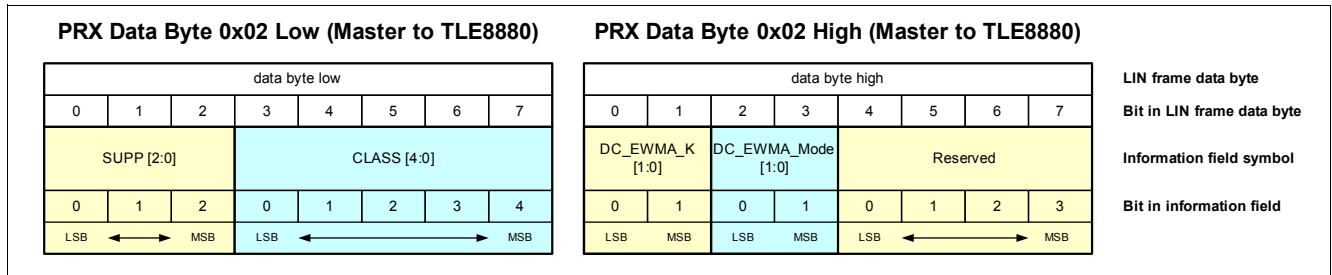 PRX Data Byte 0x02 Low (Master to TLE8880) PRX Data Byte 0x02 High (Master to TLE8880)
data byte low data byte high LIN frame data byte
0 1 2 3 4 5 6 7 0 1 2 3 4 5 6 7 Bit in LIN frame data byte
SUPP [2:0] CLASS [4:0] DC_EWMA_K [1:0] DC_EWMA_Mode [1:0] Reserved Information field symbol
0 1 2 0 1 2 3 4 0 1 0 1 0 1 2 3 Bit in information field
LSB MSB LSB MSB LSB MSB LSB MSB LSB MSB